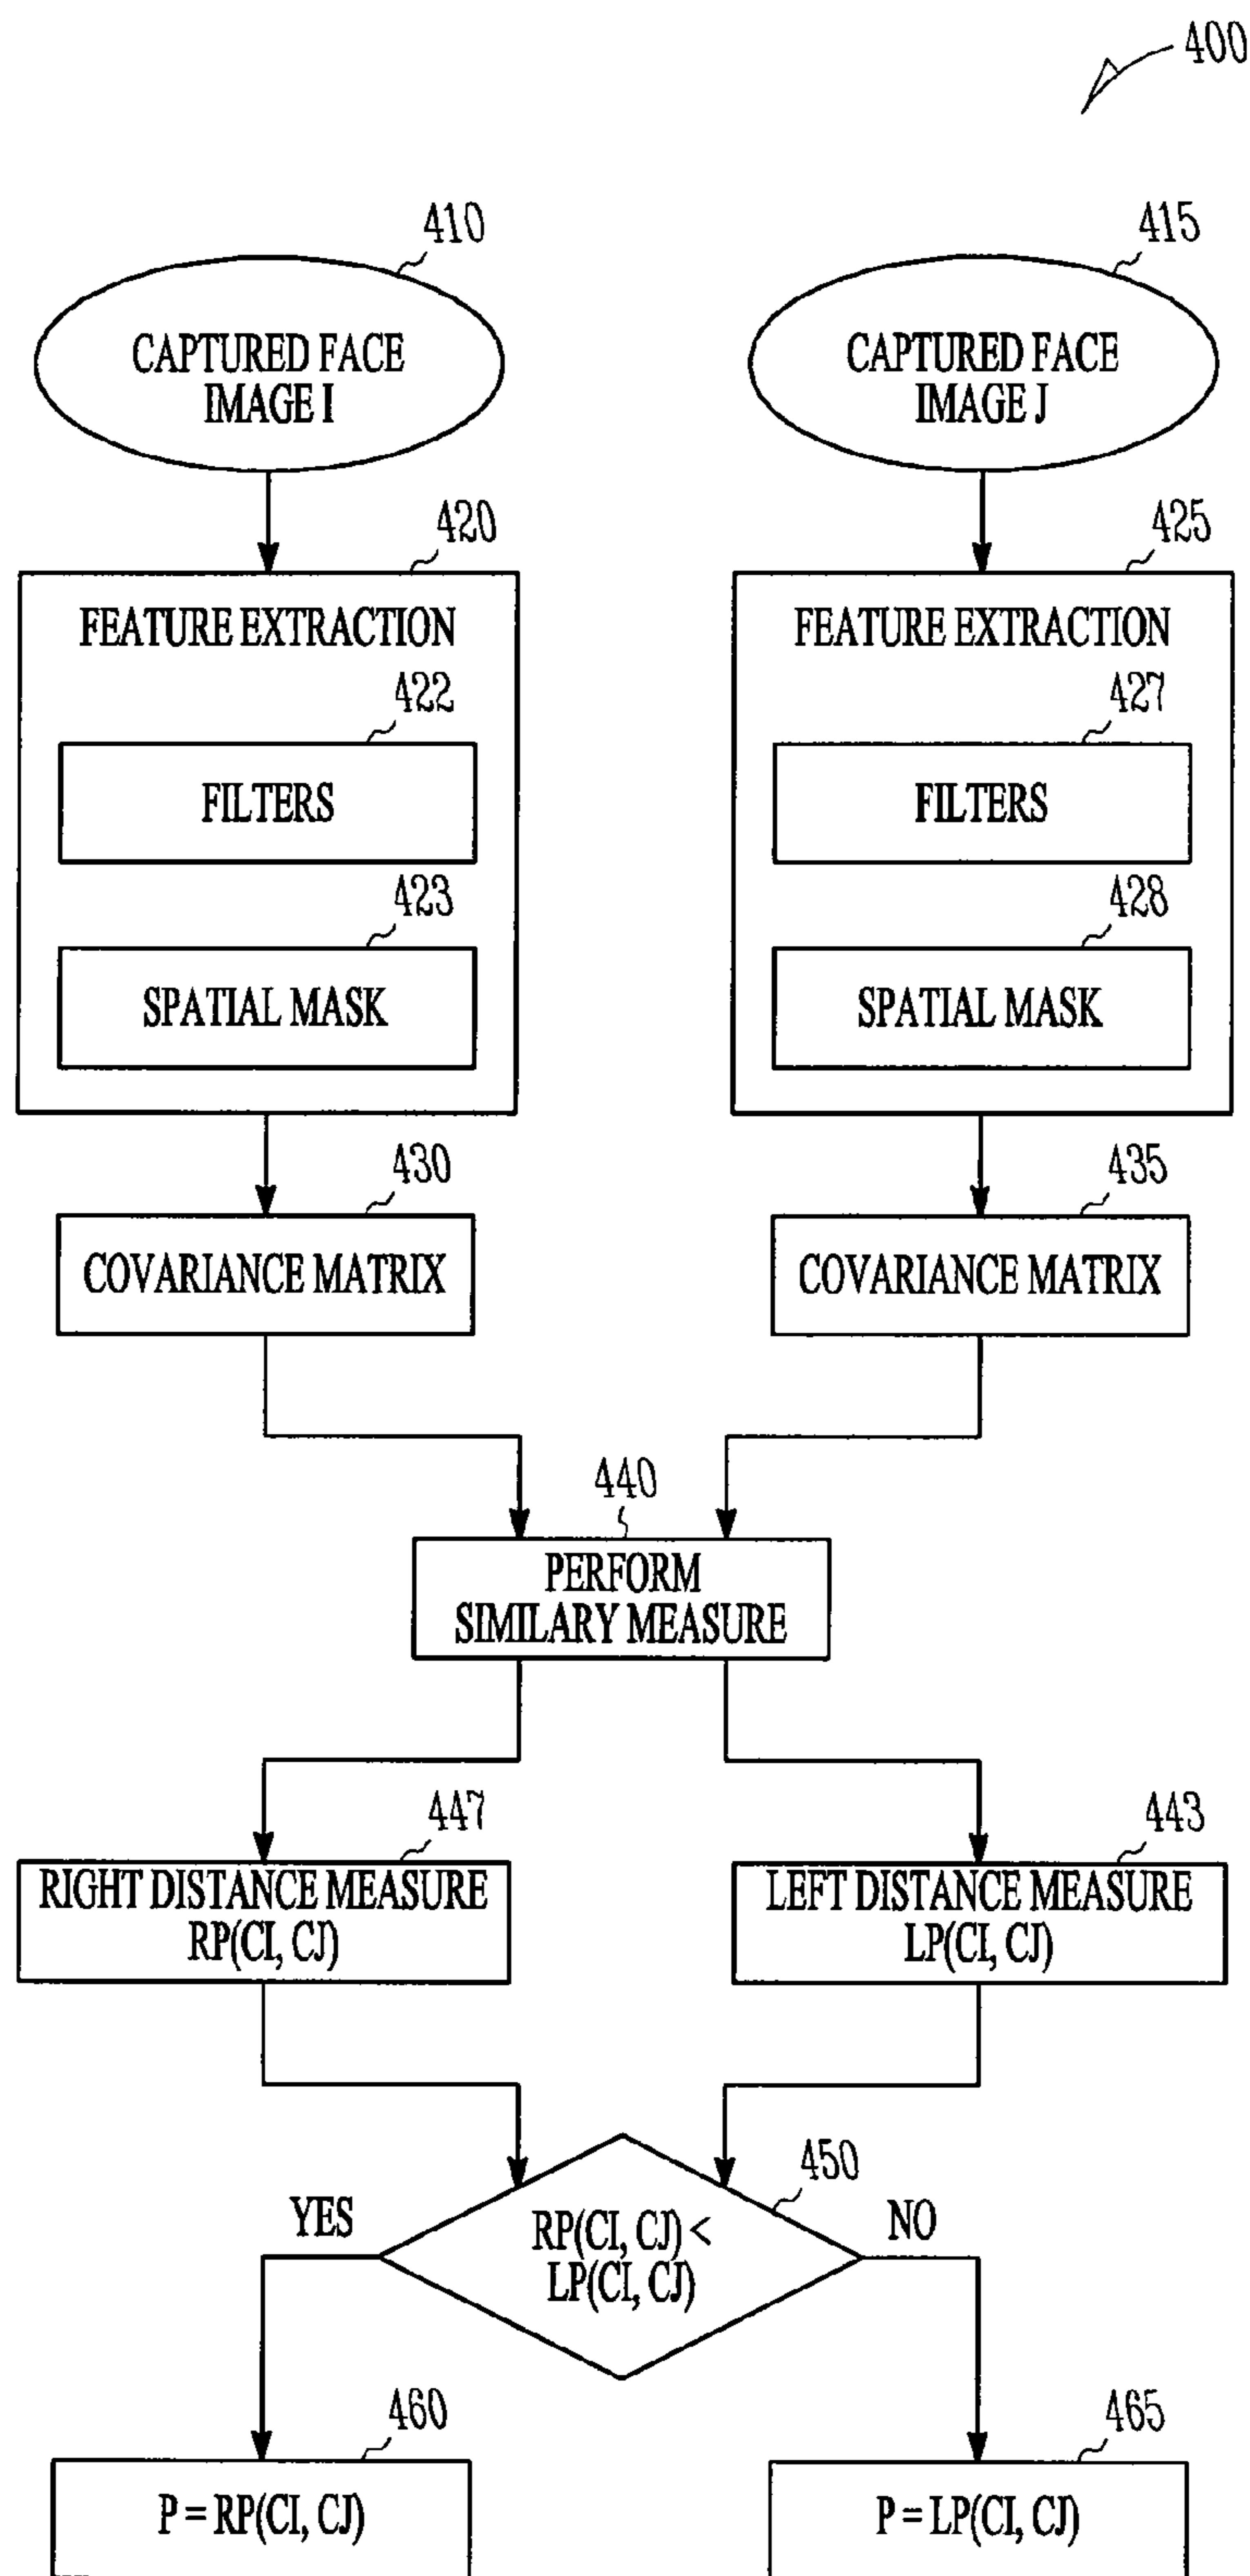 400
410
415
CAPTURED FACE
IMAGE I
CAPTURED FACE
IMAGE J
420
425
FEATURE EXTRACTION
FEATURE EXTRACTION
422
427
FILTERS
FILTERS
423
428
SPATIAL MASK
SPATIAL MASK
430
435
COVARIANCE MATRIX
COVARIANCE MATRIX
440
PERFORM
SIMILARY MEASURE
447
443
RIGHT DISTANCE MEASURE
RP(CI, CJ)
LEFT DISTANCE MEASURE
LP(CI, CJ)
450
YES
RP(CI, CJ) <
LP(CI, CJ)
NO
460
465
P = RP(CI, CJ)
P = LP(CI, CJ)